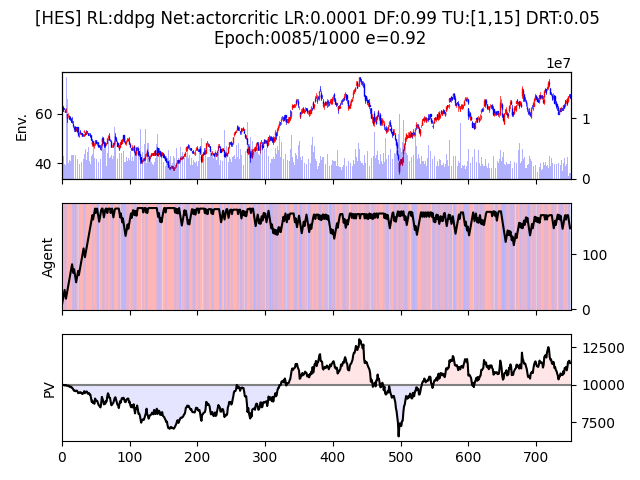 [HES] RL:ddpg Net:actorcritic LR:0.0001 DF:0.99 TU:[1,15] DRT:0.05
Epoch:0085/1000 e=0.92
1e7
Env.
60
40
1
0
Agent
100
0
PV
12500
10000
7500
0 100 200 300 400 500 600 700